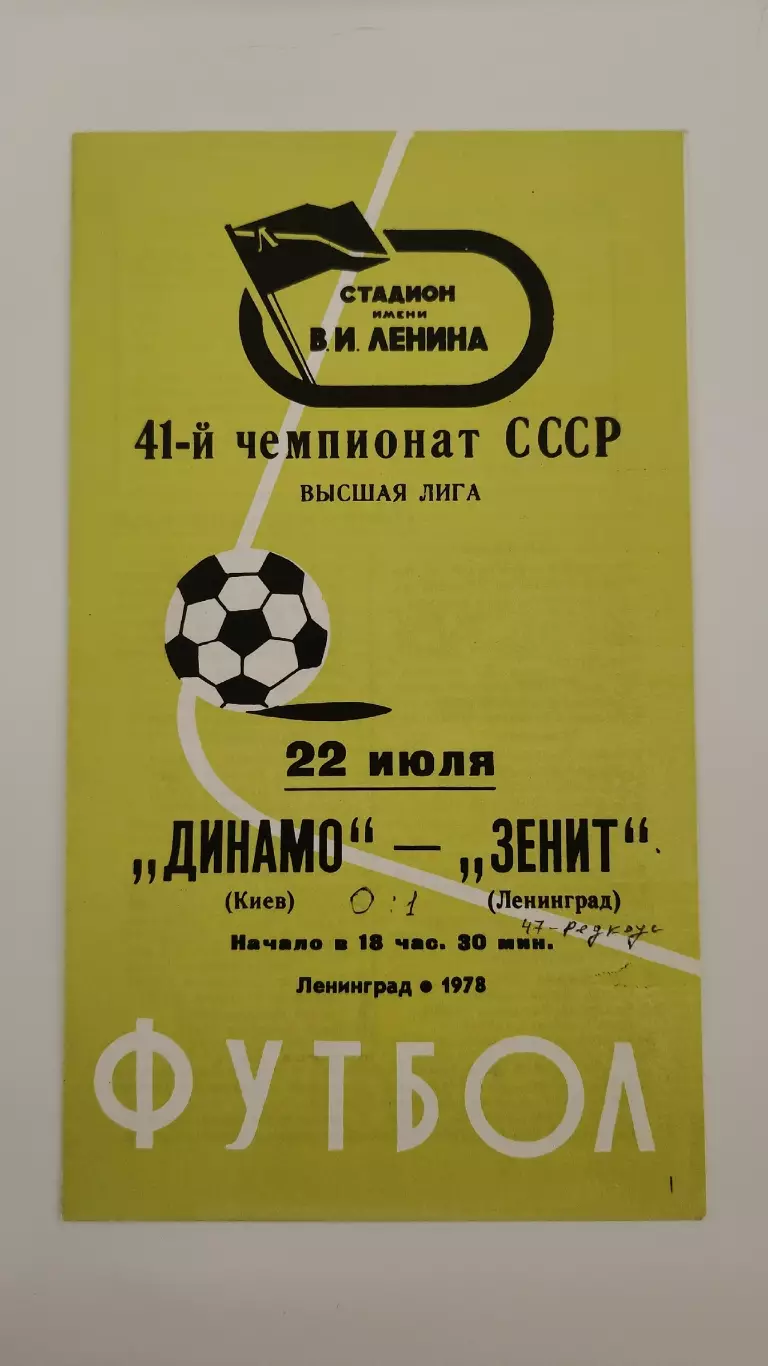 СТАДИОН
ИМЕНИ
В.И. ЛЕНИНА
41-й чемпионат СССР
ВЫСШАЯ ЛИГА
22 ИЮЛЯ
„ДИНАМО“ — „ЗЕНИТ“
(Киев) 0:1 (Ленинград)
47-Редкоус
Начало в 18 час. 30 мин.
Ленинград • 1978
ФУТБОЛ